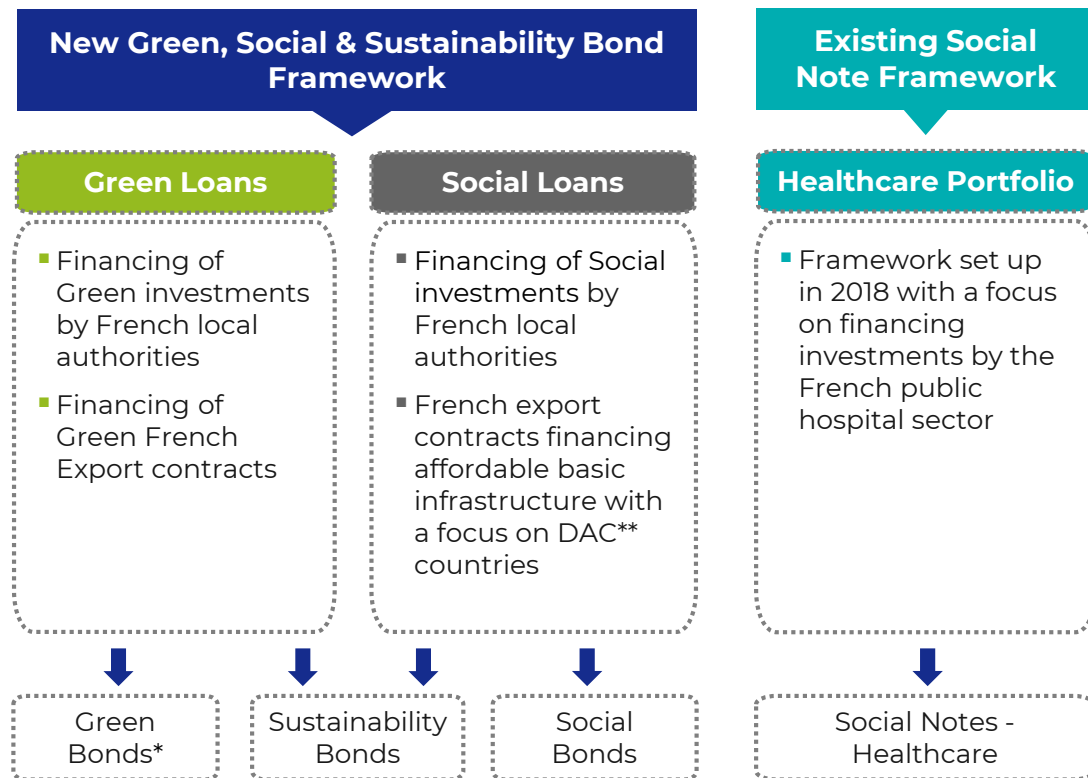 New Green, Social & Sustainability Bond
Framework
Existing Social
Note Framework
Green Loans
▪ Financing of
Green investments
by French local
authorities
▪ Financing of
Green French
Export contracts
Social Loans
▪ Financing of Social
investments by
French local
authorities
▪ French export
contracts financing
affordable basic
infrastructure with
a focus on DAC**
countries
Healthcare Portfolio
▪ Framework set up
in 2018 with a focus
on financing
investments by the
French public
hospital sector
Green
Bonds*
Sustainability
Bonds
Social
Bonds
Social Notes -
Healthcare